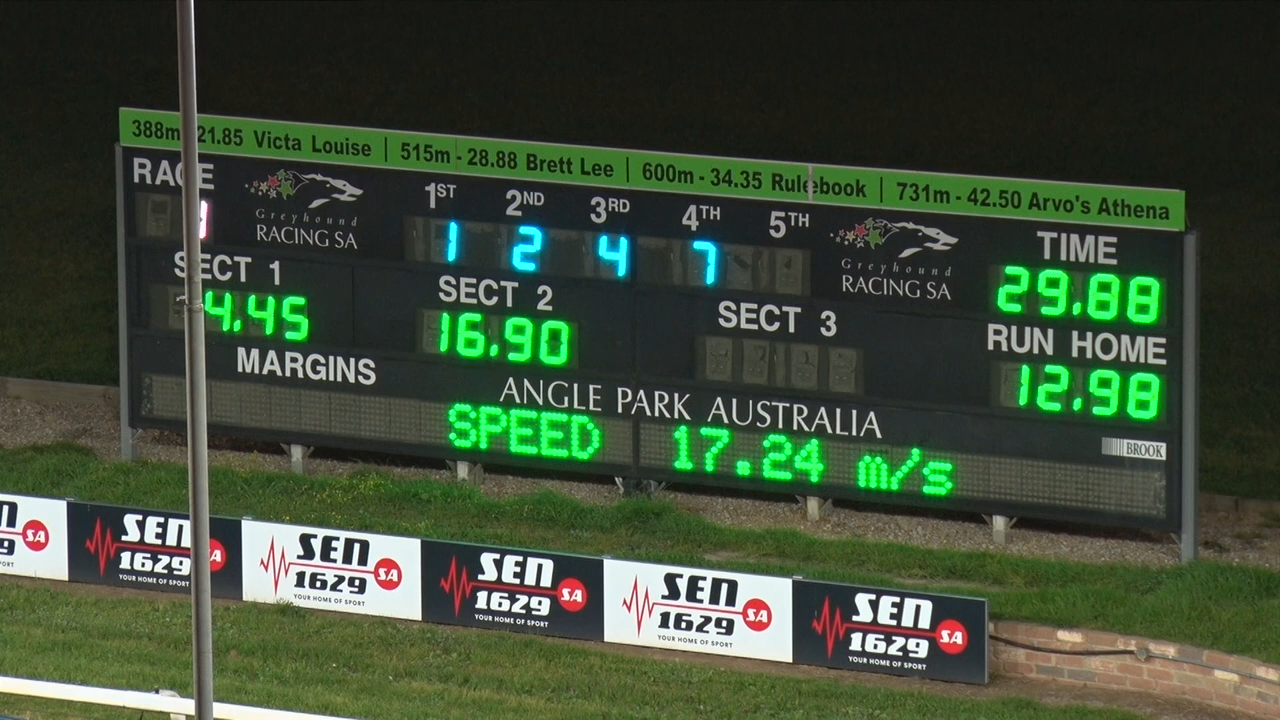 388m 21.85 Victa Louise | 515m - 28.88 Brett Lee | 600m - 34.35 Rulebook | 731m - 42.50 Arvo's Athena
RACE
Greyhound
RACING SA
1ST 2ND 3RD 4TH 5TH
1 2 4 7
Greyhound
RACING SA
TIME
29.88
SECT 1
4.45
SECT 2
16.90
SECT 3
RUN HOME
12.98
MARGINS
ANGLE PARK AUSTRALIA
BROOK
SPEED 17.24 m/s
SA
SEN
1629 SA
YOUR HOME OF SPORT
SEN
1629 SA
YOUR HOME OF SPORT
SEN
1629 SA
YOUR HOME OF SPORT
SEN
1629 SA
YOUR HOME OF SPORT
SEN
1629 SA
YOUR HOME OF SPORT